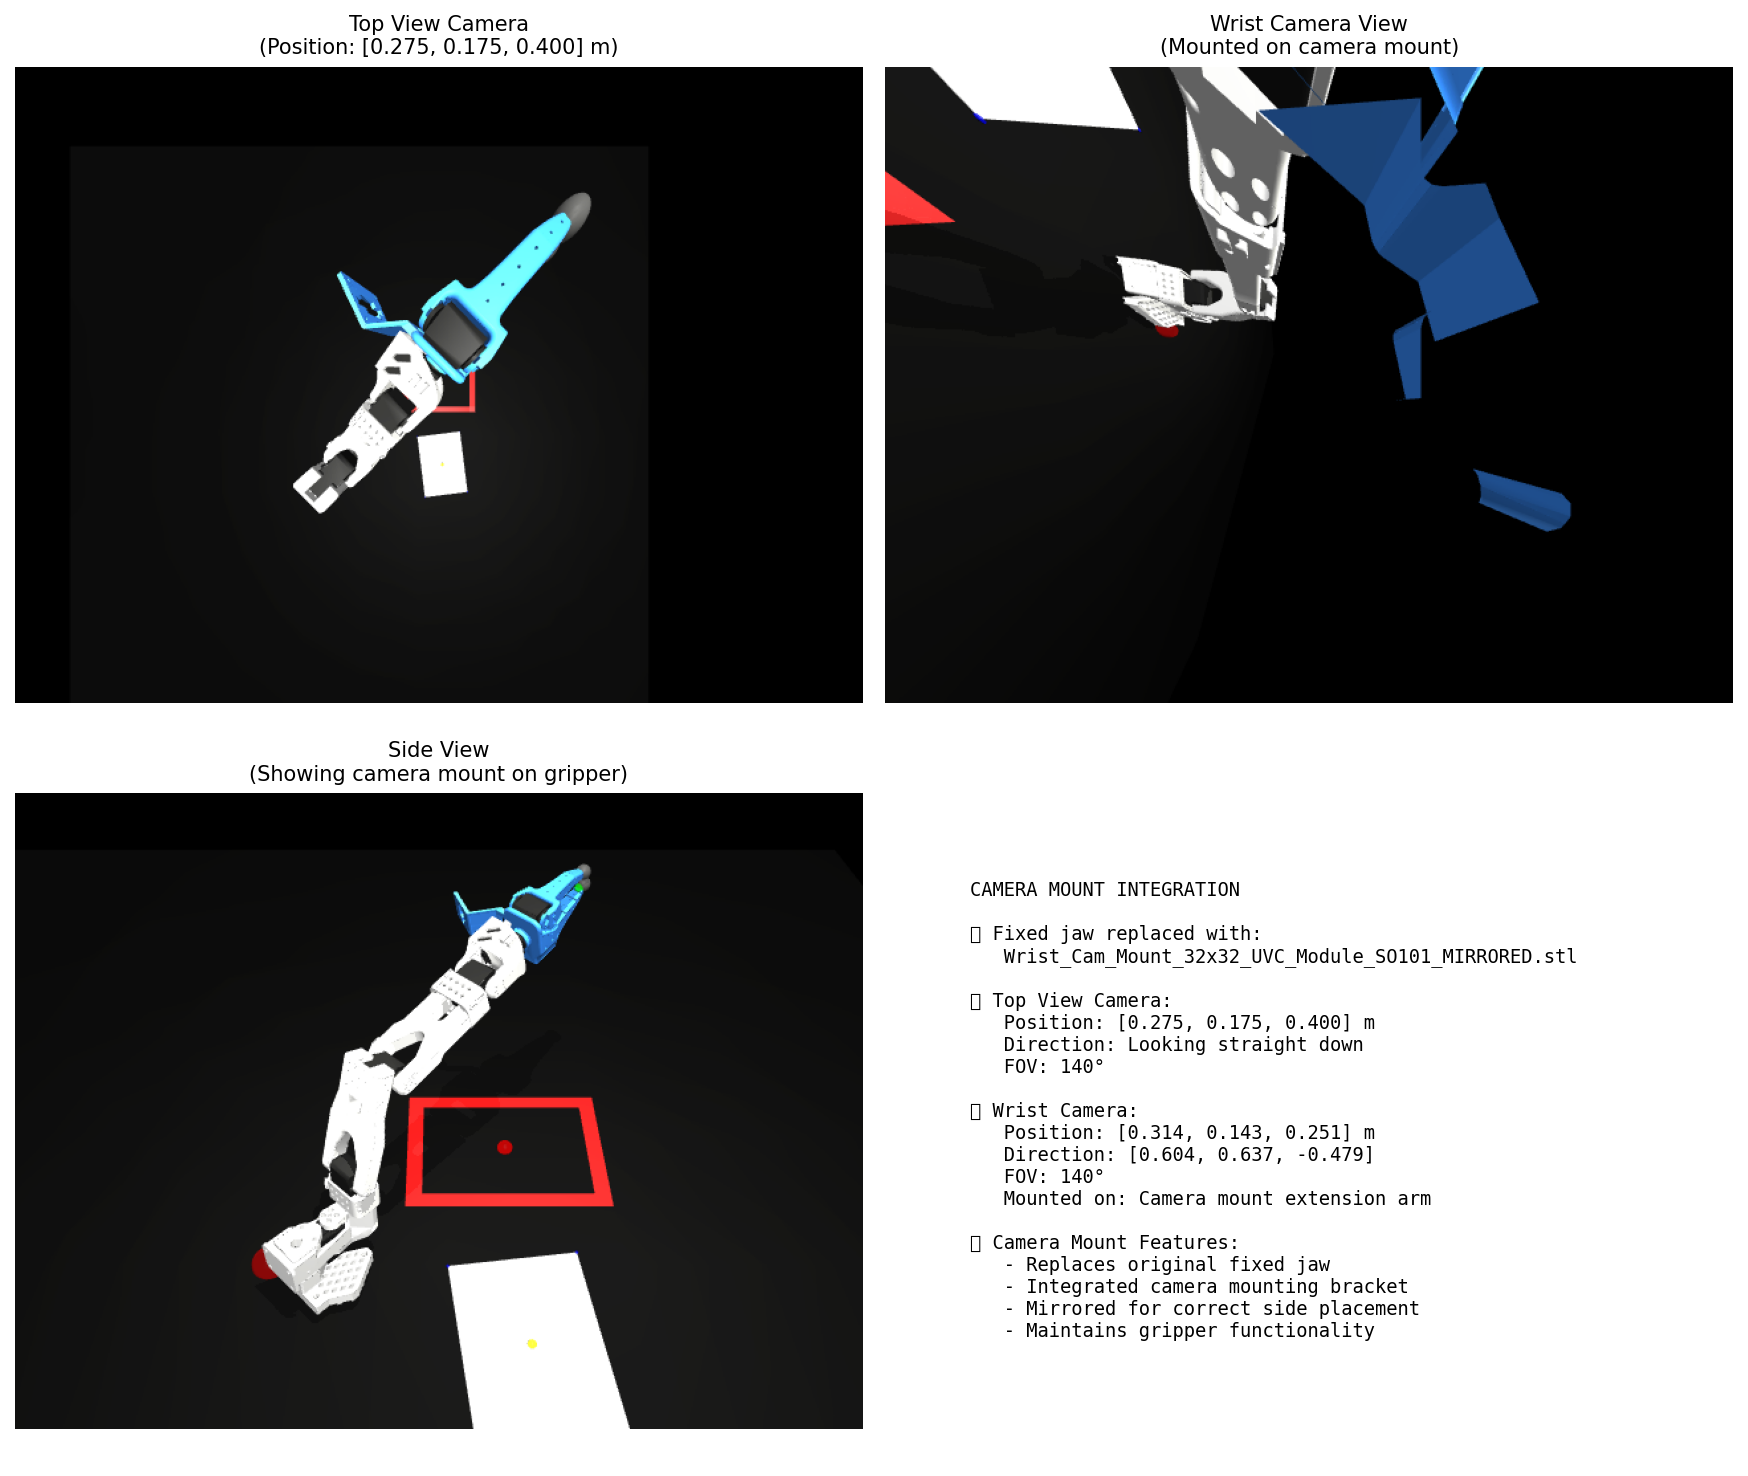 Top View Camera
(Position: [0.275, 0.175, 0.400] m)
Wrist Camera View
(Mounted on camera mount)
Side View
(Showing camera mount on gripper)
CAMERA MOUNT INTEGRATION
Fixed jaw replaced with:
Wrist_Cam_Mount_32x32_UVC_Module_SO101_MIRRORED.stl
Top View Camera:
Position: [0.275, 0.175, 0.400] m
Direction: Looking straight down
FOV: 140°
Wrist Camera:
Position: [0.314, 0.143, 0.251] m
Direction: [0.604, 0.637, -0.479]
FOV: 140°
Mounted on: Camera mount extension arm
Camera Mount Features:
- Replaces original fixed jaw
- Integrated camera mounting bracket
- Mirrored for correct side placement
- Maintains gripper functionality